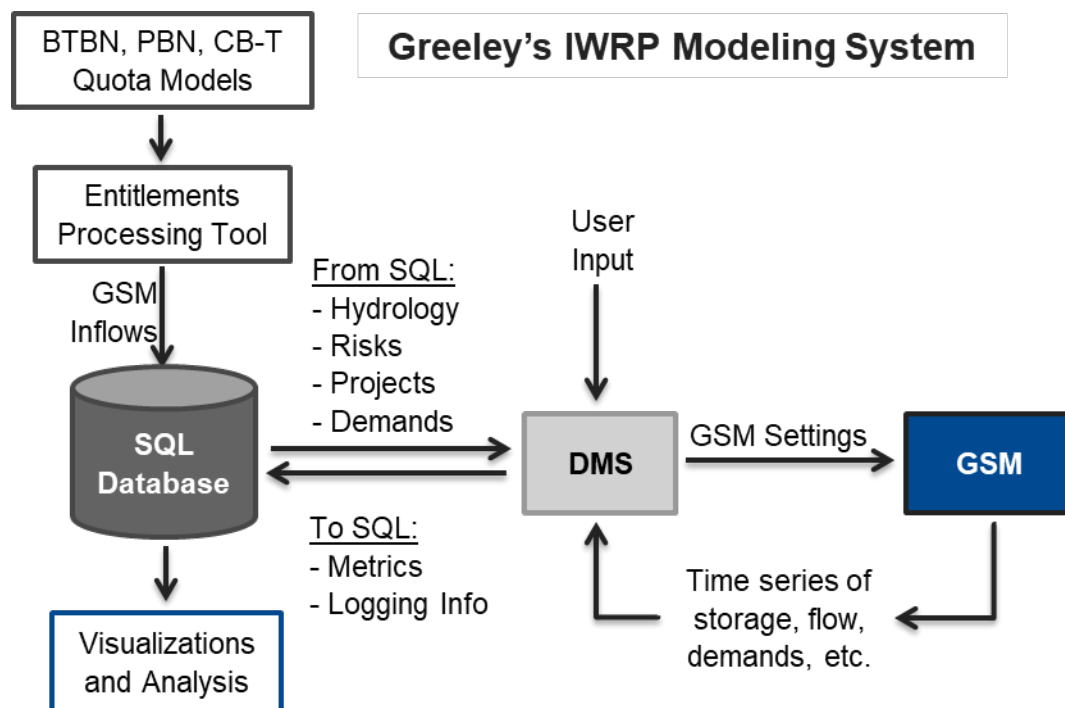 BTBN, PBN, CB-T
Quota Models
Greeley's IWRP Modeling System
Entitlements
Processing Tool
GSM
Inflows
From SQL:
- Hydrology
- Risks
- Projects
- Demands
User
Input
SQL
Database
DMS
GSM Settings
GSM
To SQL:
- Metrics
- Logging Info
Time series of
storage, flow,
demands, etc.
Visualizations
and Analysis